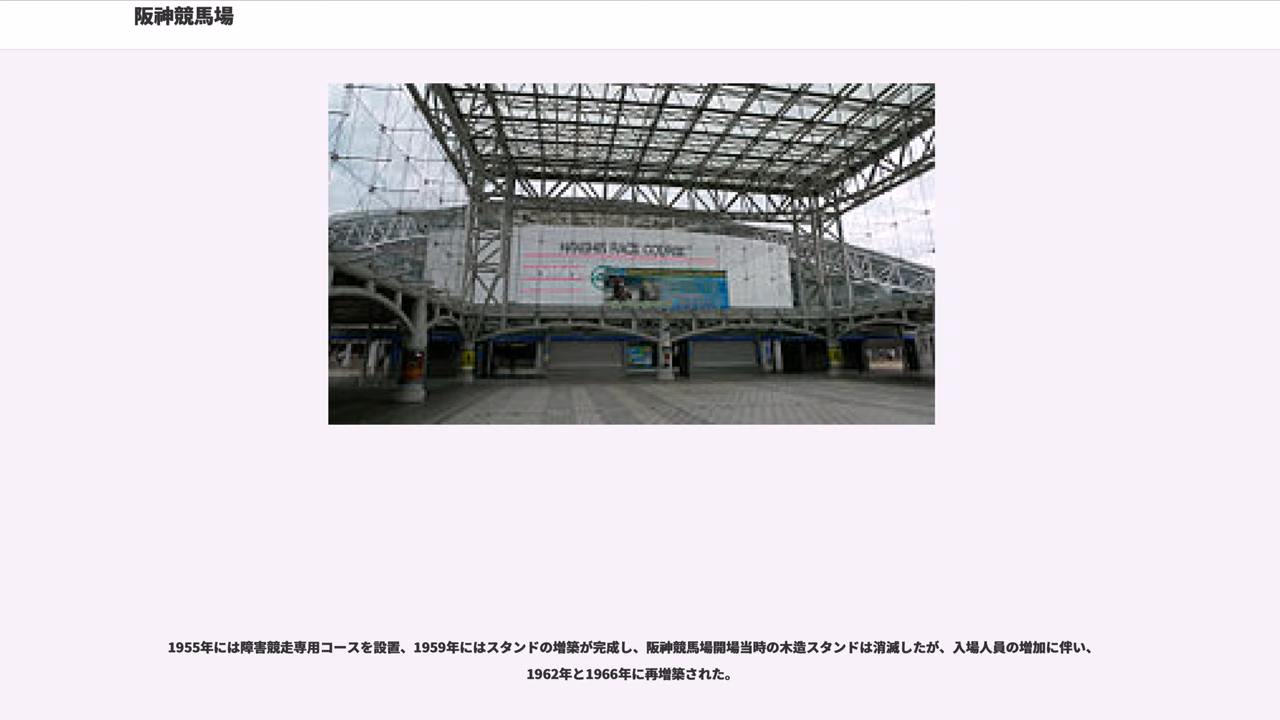 阪神競馬場
HANSHIN RACE COURSE
1955年には障害競走専用コースを設置、1959年にはスタンドの増築が完成し、阪神競馬場開場当時の木造スタンドは消滅したが、入場人員の増加に伴い、
1962年と1966年に再増築された。